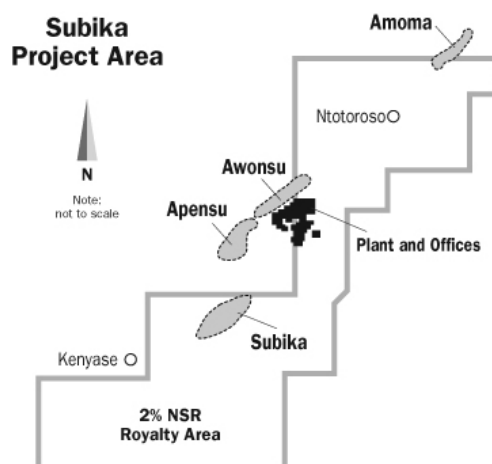 Subika
Project Area
Amoma
Ntotoroso
N
Note:
not to scale
Awonsu
Apensu
Plant and Offices
Subika
Kenyase
2% NSR
Royalty Area